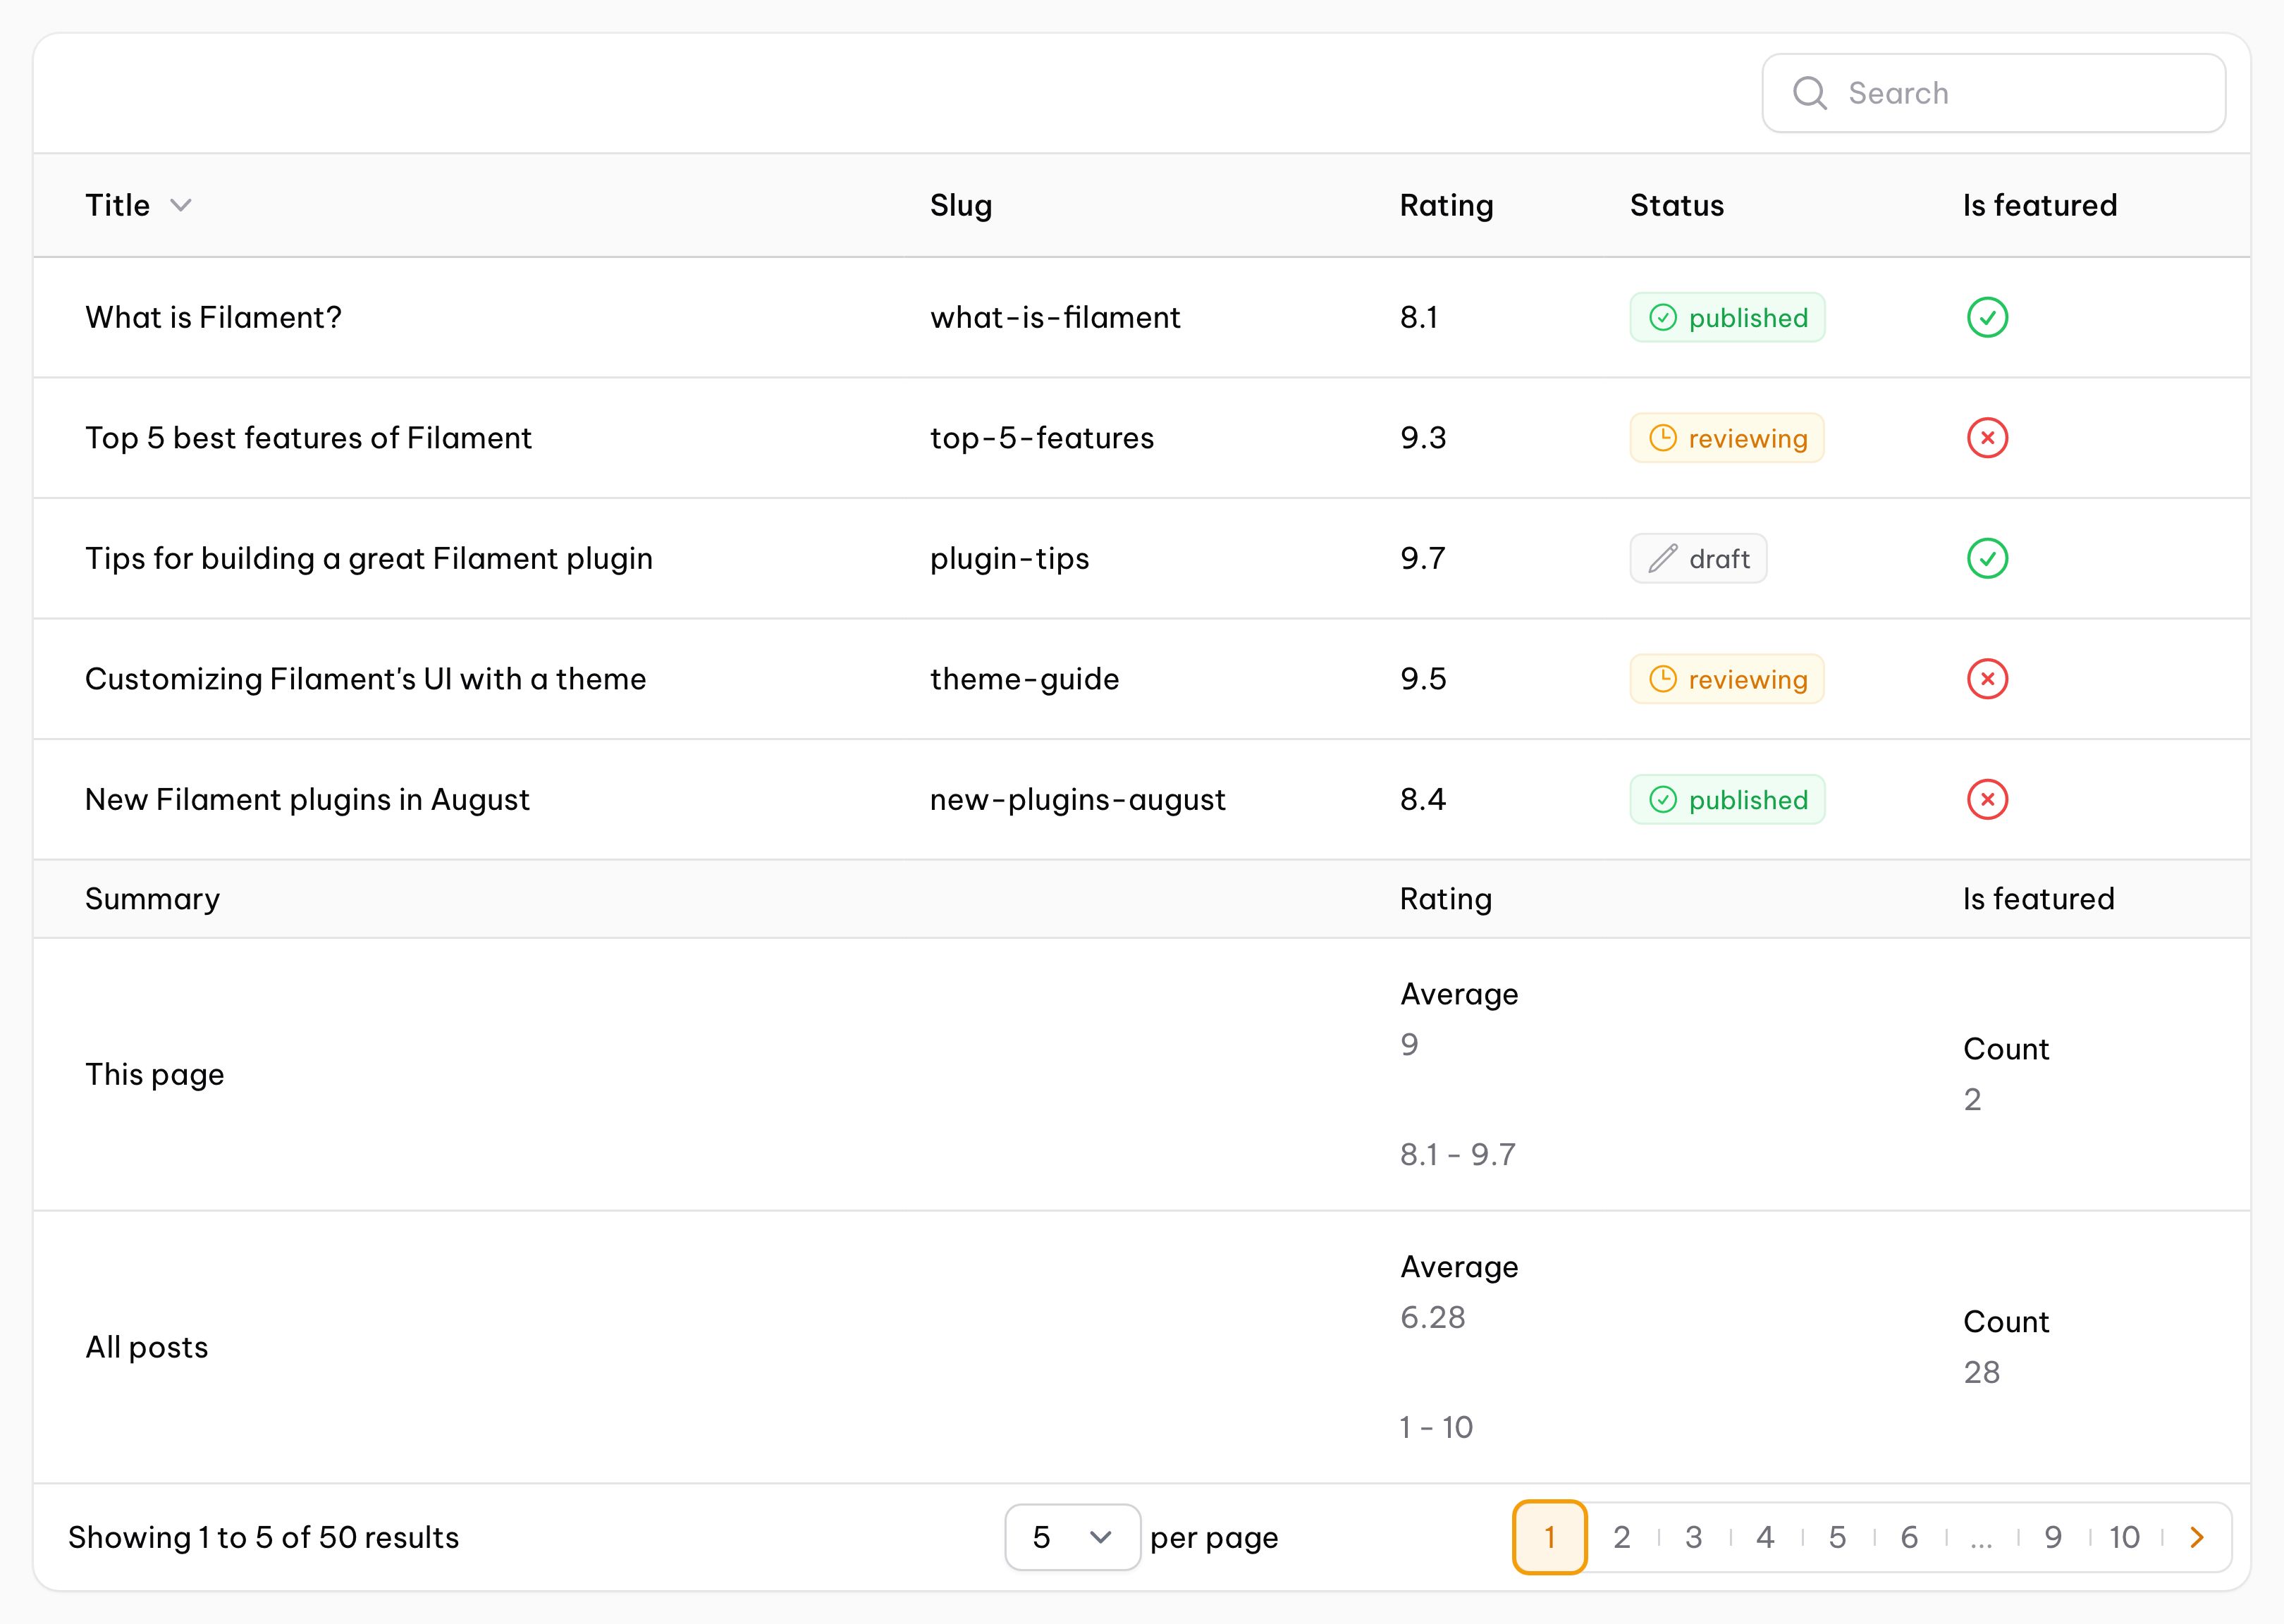 Search
Title Slug Rating Status Is featured
What is Filament? what-is-filament 8.1 published
Top 5 best features of Filament top-5-features 9.3 reviewing
Tips for building a great Filament plugin plugin-tips 9.7 draft
Customizing Filament's UI with a theme theme-guide 9.5 reviewing
New Filament plugins in August new-plugins-august 8.4 published
Summary Rating Is featured
This page
Average
9
8.1 - 9.7
Count
2
All posts
Average
6.28
1 - 10
Count
28
Showing 1 to 5 of 50 results 5 per page 1 2 3 4 5 6 ... 9 10